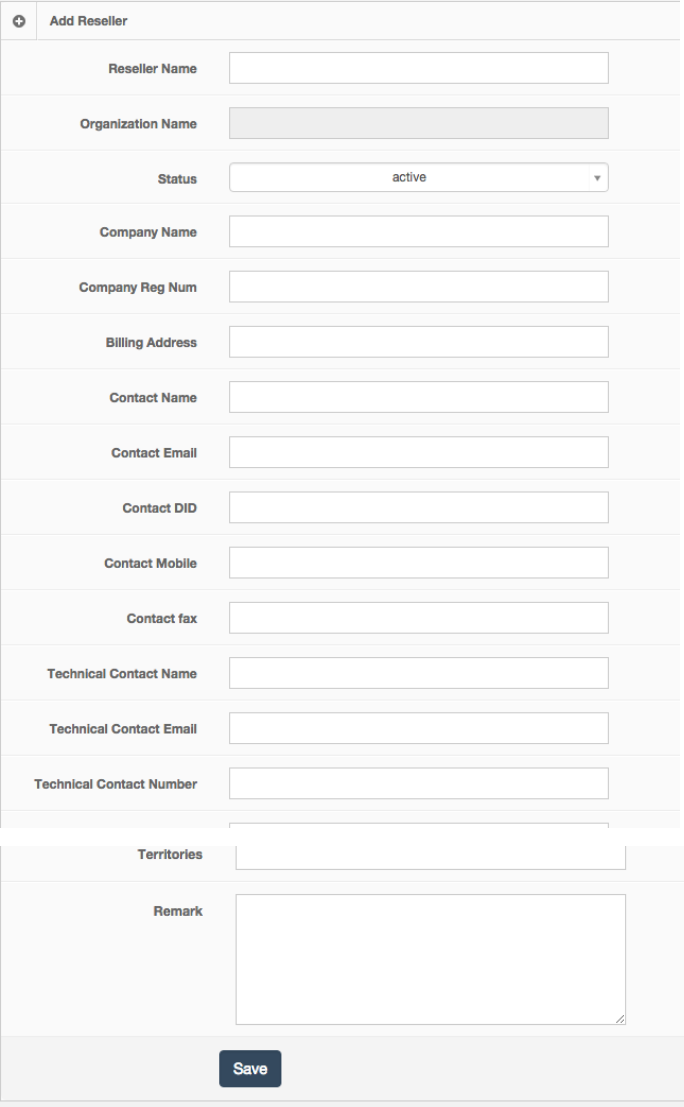 Add Reseller
Reseller Name
Organization Name
Status
active
Company Name
Company Reg Num
Billing Address
Contact Name
Contact Email
Contact DID
Contact Mobile
Contact fax
Technical Contact Name
Technical Contact Email
Technical Contact Number
Territories
Remark
Save